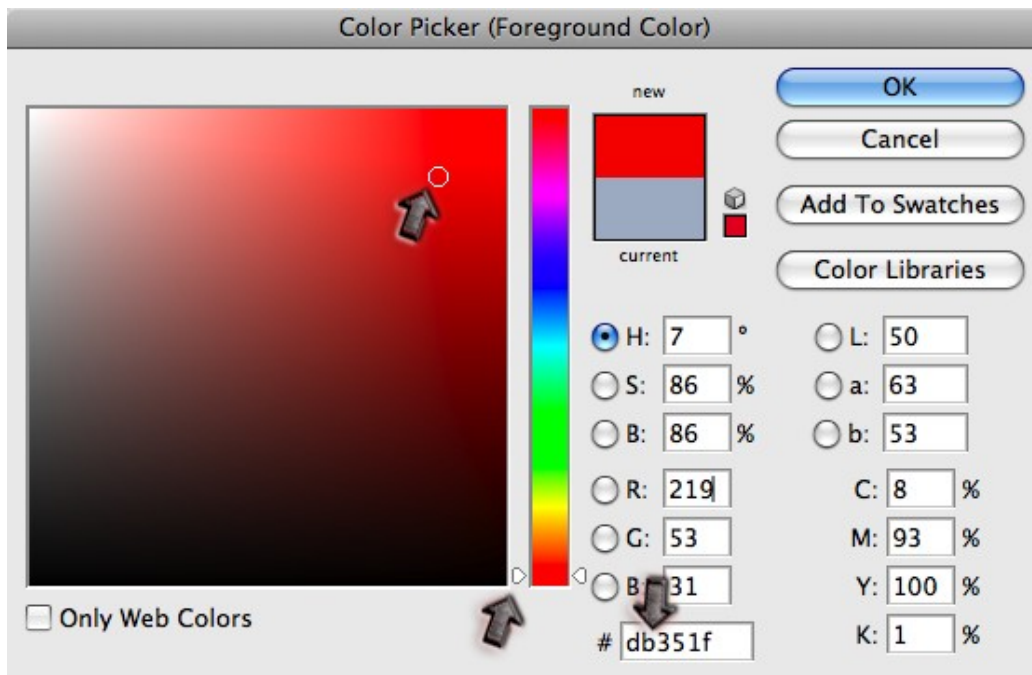 Color Picker (Foreground Color)
new
current
OK
Cancel
Add To Swatches
Color Libraries
H: 7 °
S: 86 %
B: 86 %
R: 219
G: 53
B: 31
# db351f
L: 50
a: 63
b: 53
C: 8 %
M: 93 %
Y: 100 %
K: 1 %
Only Web Colors